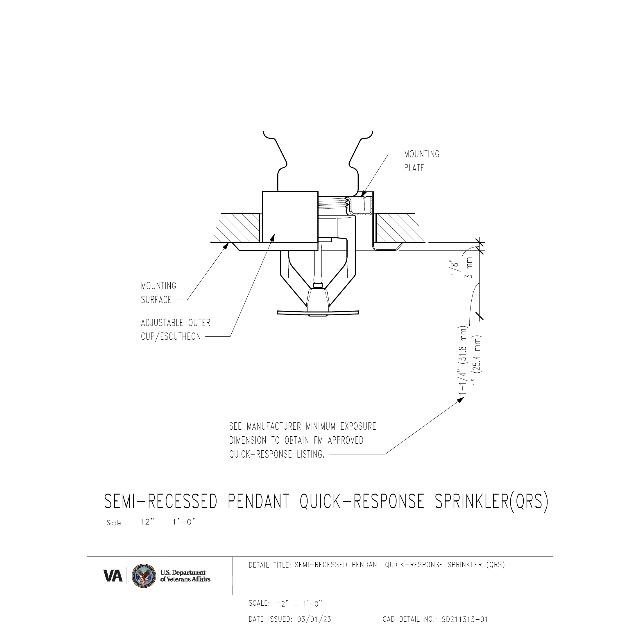 MOUNTING
PLATE
1/8"
3 mm
MOUNTING
SURFACE
ADJUSTABLE OUTER
CUP/ESCUTHEON
1-1/4" (31.8 mm)
1" (25.4 mm)
SEE MANUFACTURER MINIMUM EXPOSURE
DIMENSION TO OBTAIN FM APPROVED
QUICK-RESPONSE LISTING.
SEMI-RECESSED PENDANT QUICK-RESPONSE SPRINKLER(QRS)
Scale: 12" 1'-0"
VA U.S. Department
of Veterans Affairs
DETAIL TITLE: SEMI-RECESSED PENDANT QUICK-RESPONSE SPRINKLER (QRS)
SCALE: 12" 1'-0"
DATE ISSUED: 03/01/23 CAD DETAIL NO.: SD211313-01